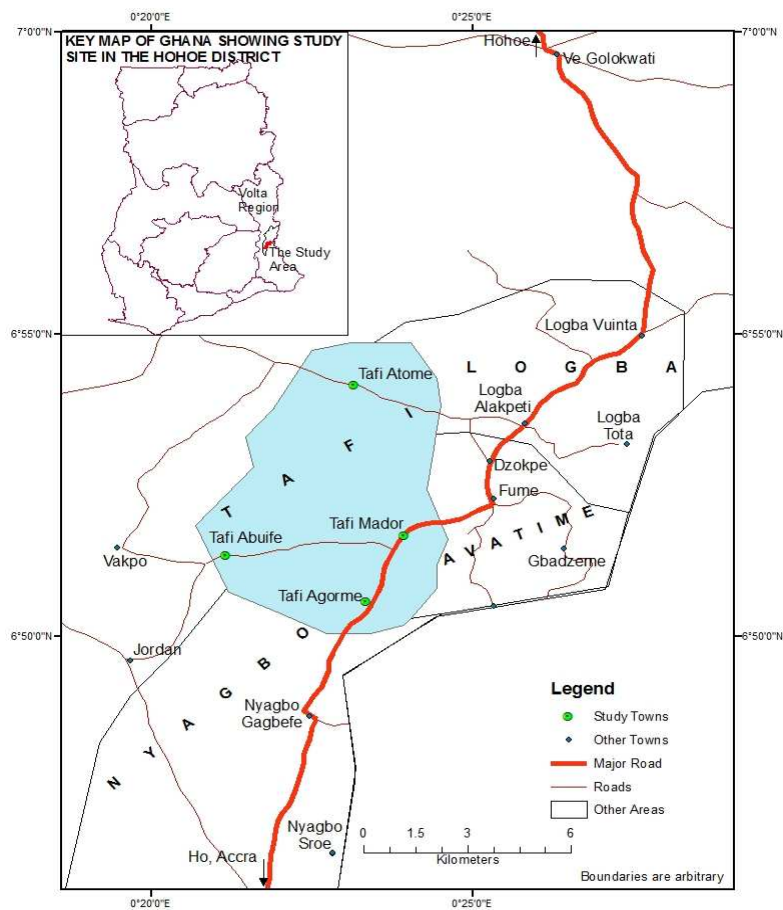 0°20'0"E
0°25'0"E
7°0'0"N
7°0'0"N
KEY MAP OF GHANA SHOWING STUDY
SITE IN THE HOHOE DISTRICT
Hohoe
Ve Golokwati
Volta
Region
The Study
Area
6°55'0"N
6°55'0"N
Logba Vuinta
L O G B A
Tafi Atome
Logba
Alakpeti
Logba
Tota
T A F I
Dzokpe
Fume
Tafi Mador
A V A T I M E
Tafi Abuife
Vakpo
Gbadzeme
Tafi Agorme
6°50'0"N
6°50'0"N
Jordan
N Y A G B O
Nyagbo
Gagbefe
Legend
Study Towns
Other Towns
Major Road
Roads
Other Areas
Nyagbo
Sroe
0 1.5 3 6
Kilometers
Ho, Accra
Boundaries are arbitrary
0°20'0"E
0°25'0"E